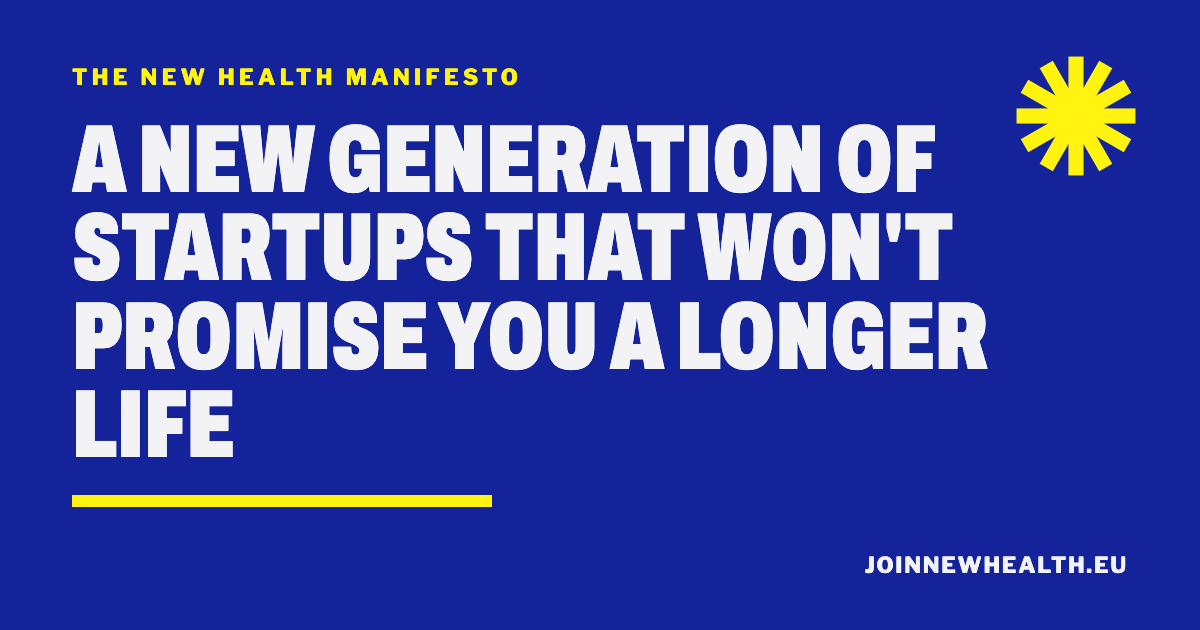 THE NEW HEALTH MANIFESTO
A NEW GENERATION OF
STARTUPS THAT WON'T
PROMISE YOU A LONGER
LIFE
JOINNEWHEALTH.EU